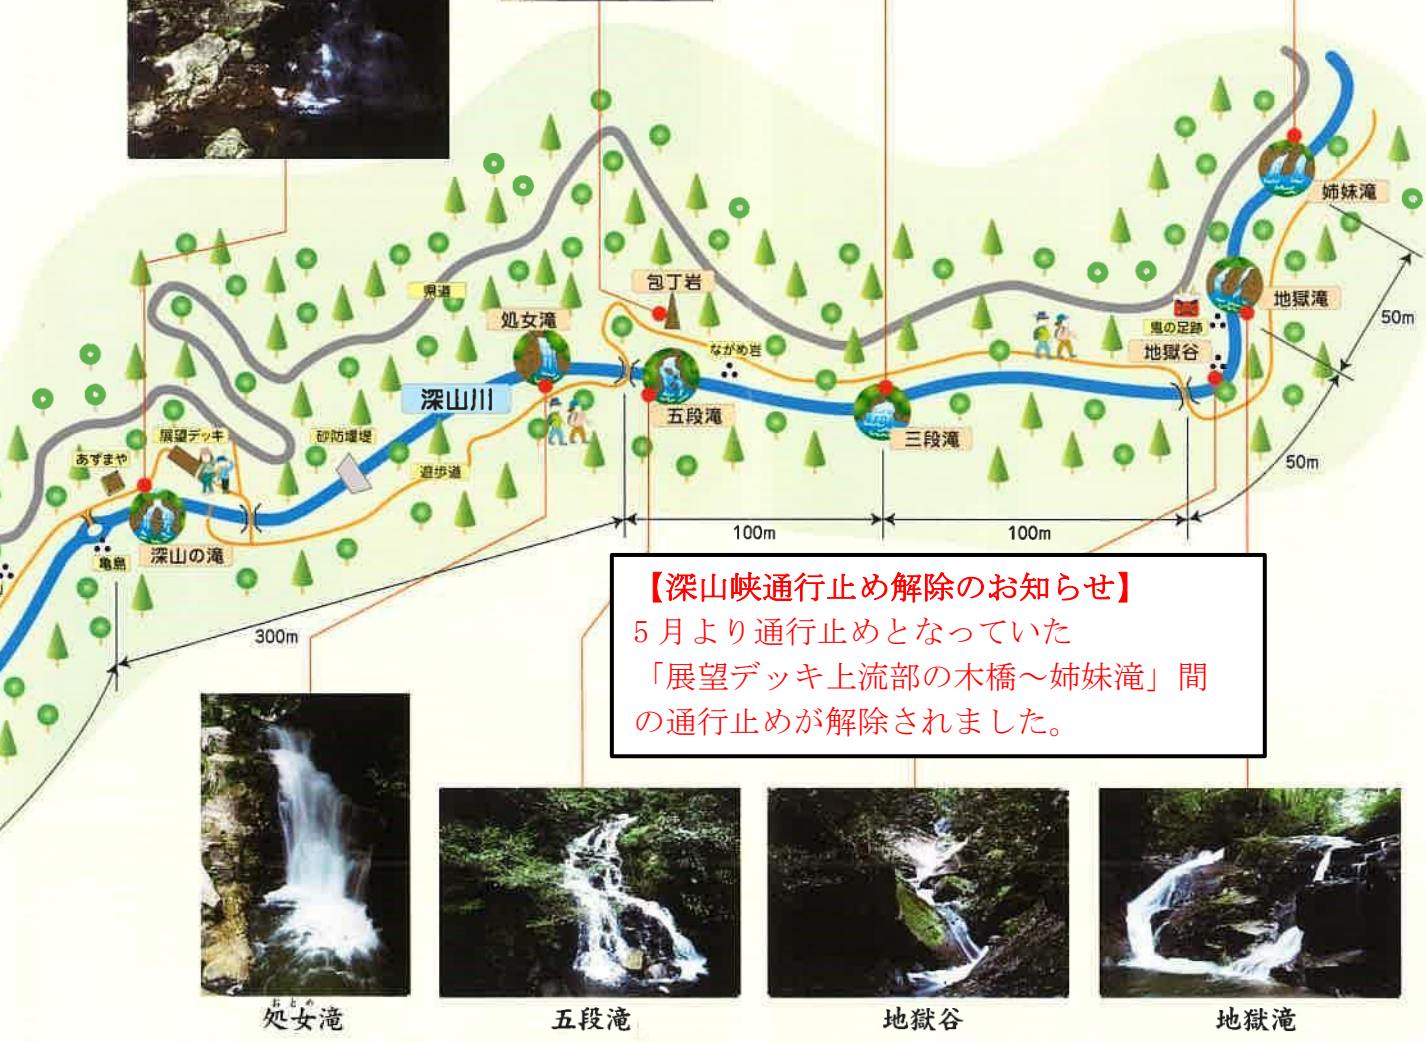 姉妹滝
包丁岩
県道
地獄滝
50m
処女滝
鬼の足跡
ながめ岩
地獄谷
深山川
五段滝
三段滝
展望デッキ
砂防堰堤
あずまや
遊歩道
50m
100m
100m
深山の滝
亀島
300m
【深山峡通行止め解除のお知らせ】
5月より通行止めとなっていた
「展望デッキ上流部の木橋～姉妹滝」間
の通行止めが解除されました。
おとめ
処女滝
五段滝
地獄谷
地獄滝